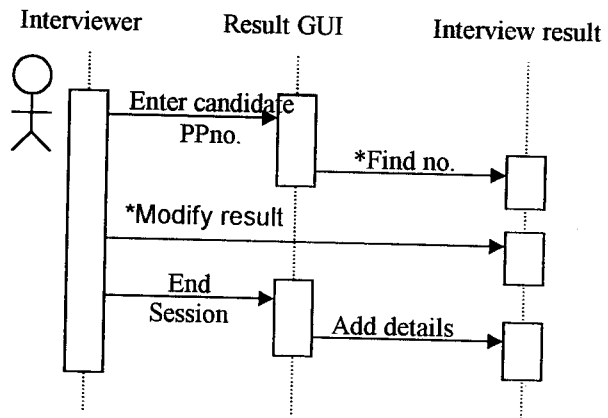 Interviewer
Result GUI
Interview result
Enter candidate
PPno.
*Find no.
*Modify result
End
Session
Add details